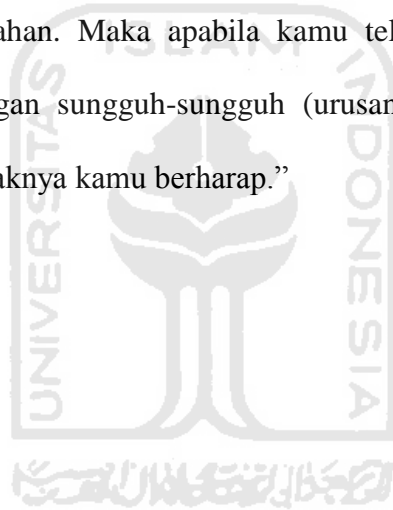 ahan. Maka apabila kamu tel
gan sungguh-sungguh (urusan
aknya kamu berharap.”
ISLAM
UNIVERSITAS
INDONESIA